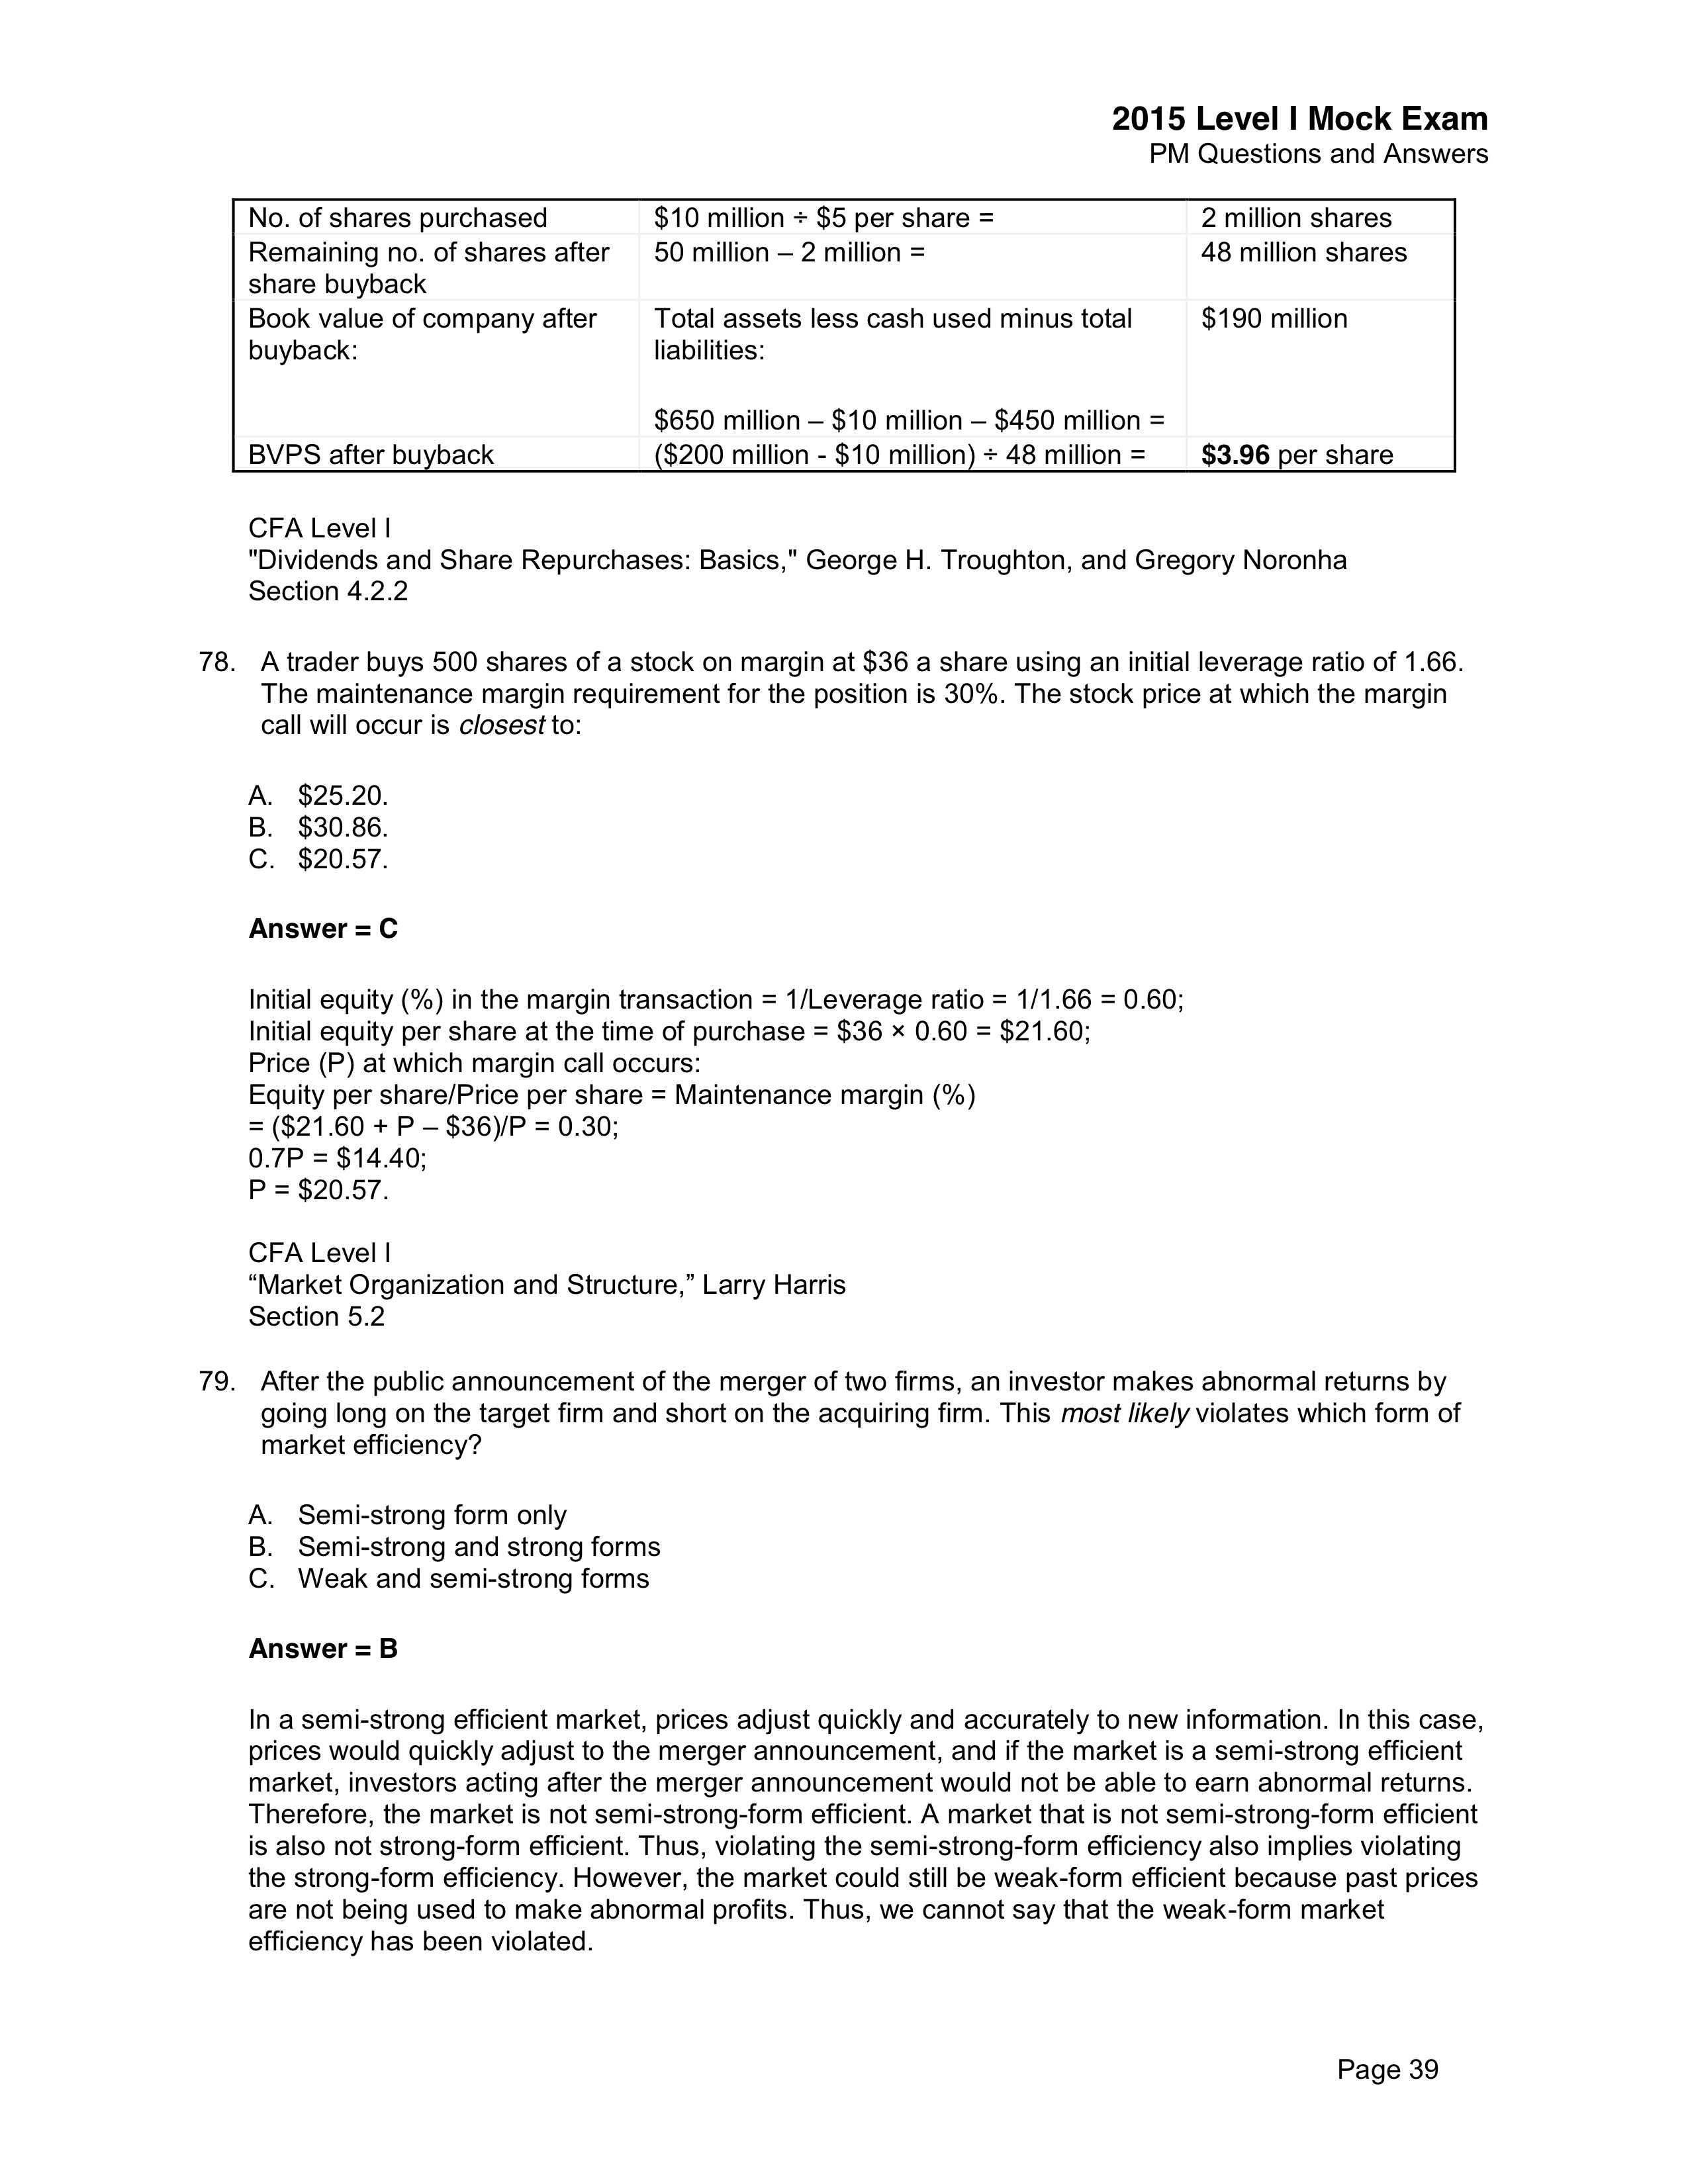 2015 Level I Mock Exam
PM Questions and Answers
No. of shares purchased $10 million ÷ $5 per share = 2 million shares
Remaining no. of shares after 50 million – 2 million = 48 million shares
share buyback
Book value of company after Total assets less cash used minus total $190 million
buyback: liabilities:
$650 million – $10 million – $450 million =
BVPS after buyback ($200 million - $10 million) ÷ 48 million = $3.96 per share
CFA Level I
"Dividends and Share Repurchases: Basics," George H. Troughton, and Gregory Noronha
Section 4.2.2
78. A trader buys 500 shares of a stock on margin at $36 a share using an initial leverage ratio of 1.66.
The maintenance margin requirement for the position is 30%. The stock price at which the margin
call will occur is closest to:
A. $25.20.
B. $30.86.
C. $20.57.
Answer = C
Initial equity (%) in the margin transaction = 1/Leverage ratio = 1/1.66 = 0.60;
Initial equity per share at the time of purchase = $36 × 0.60 = $21.60;
Price (P) at which margin call occurs:
Equity per share/Price per share = Maintenance margin (%)
= ($21.60 + P – $36)/P = 0.30;
0.7P = $14.40;
P = $20.57.
CFA Level I
“Market Organization and Structure,” Larry Harris
Section 5.2
79. After the public announcement of the merger of two firms, an investor makes abnormal returns by
going long on the target firm and short on the acquiring firm. This most likely violates which form of
market efficiency?
A. Semi-strong form only
B. Semi-strong and strong forms
C. Weak and semi-strong forms
Answer = B
In a semi-strong efficient market, prices adjust quickly and accurately to new information. In this case,
prices would quickly adjust to the merger announcement, and if the market is a semi-strong efficient
market, investors acting after the merger announcement would not be able to earn abnormal returns.
Therefore, the market is not semi-strong-form efficient. A market that is not semi-strong-form efficient
is also not strong-form efficient. Thus, violating the semi-strong-form efficiency also implies violating
the strong-form efficiency. However, the market could still be weak-form efficient because past prices
are not being used to make abnormal profits. Thus, we cannot say that the weak-form market
efficiency has been violated.
Page 39